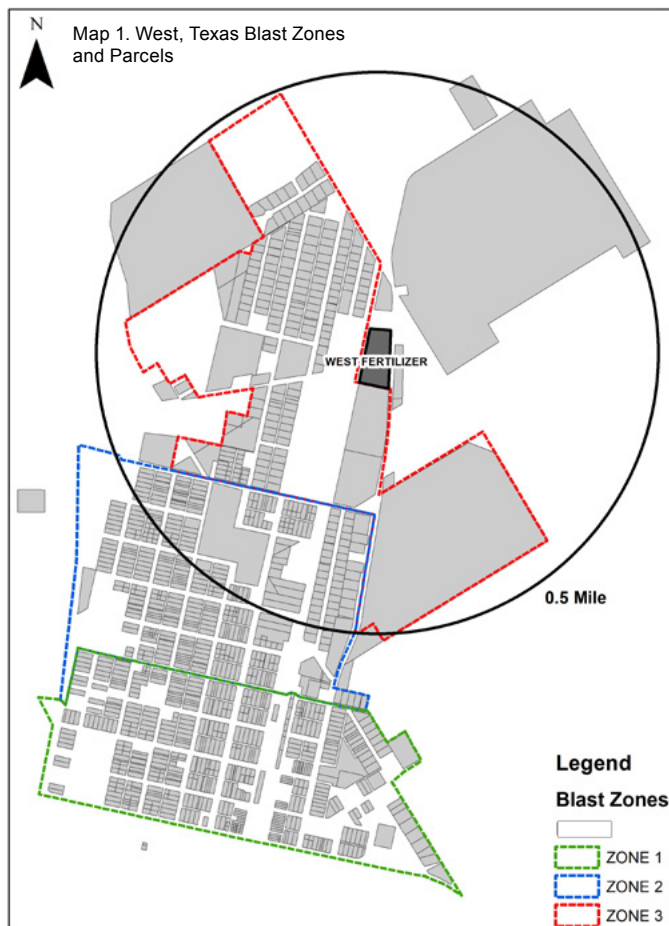 N
Map 1. West, Texas Blast Zones
and Parcels
WEST FERTILIZER
0.5 Mile
Legend
Blast Zones
ZONE 1
ZONE 2
ZONE 3